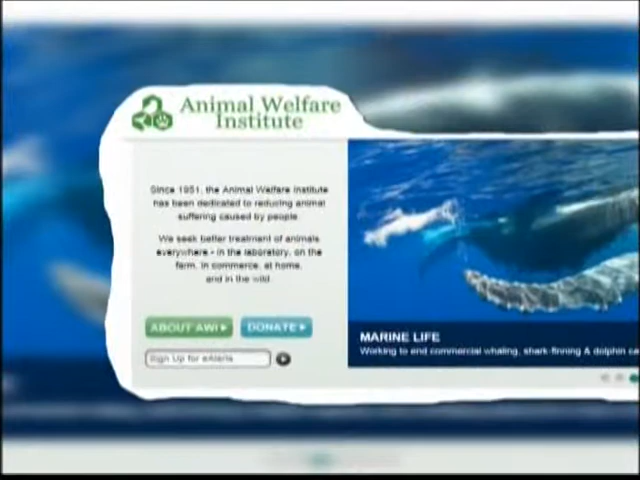 Animal Welfare
Institute
Since 1951, the Animal Welfare Institute
has been dedicated to reducing animal
suffering caused by people.
We seek better treatment of animals
everywhere - in the laboratory, on the
farm, in commerce, at home,
and in the wild.
ABOUT AWI
DONATE
Sign Up for eAlerts
MARINE LIFE
Working to end commercial whaling, shark-finning & dolphin